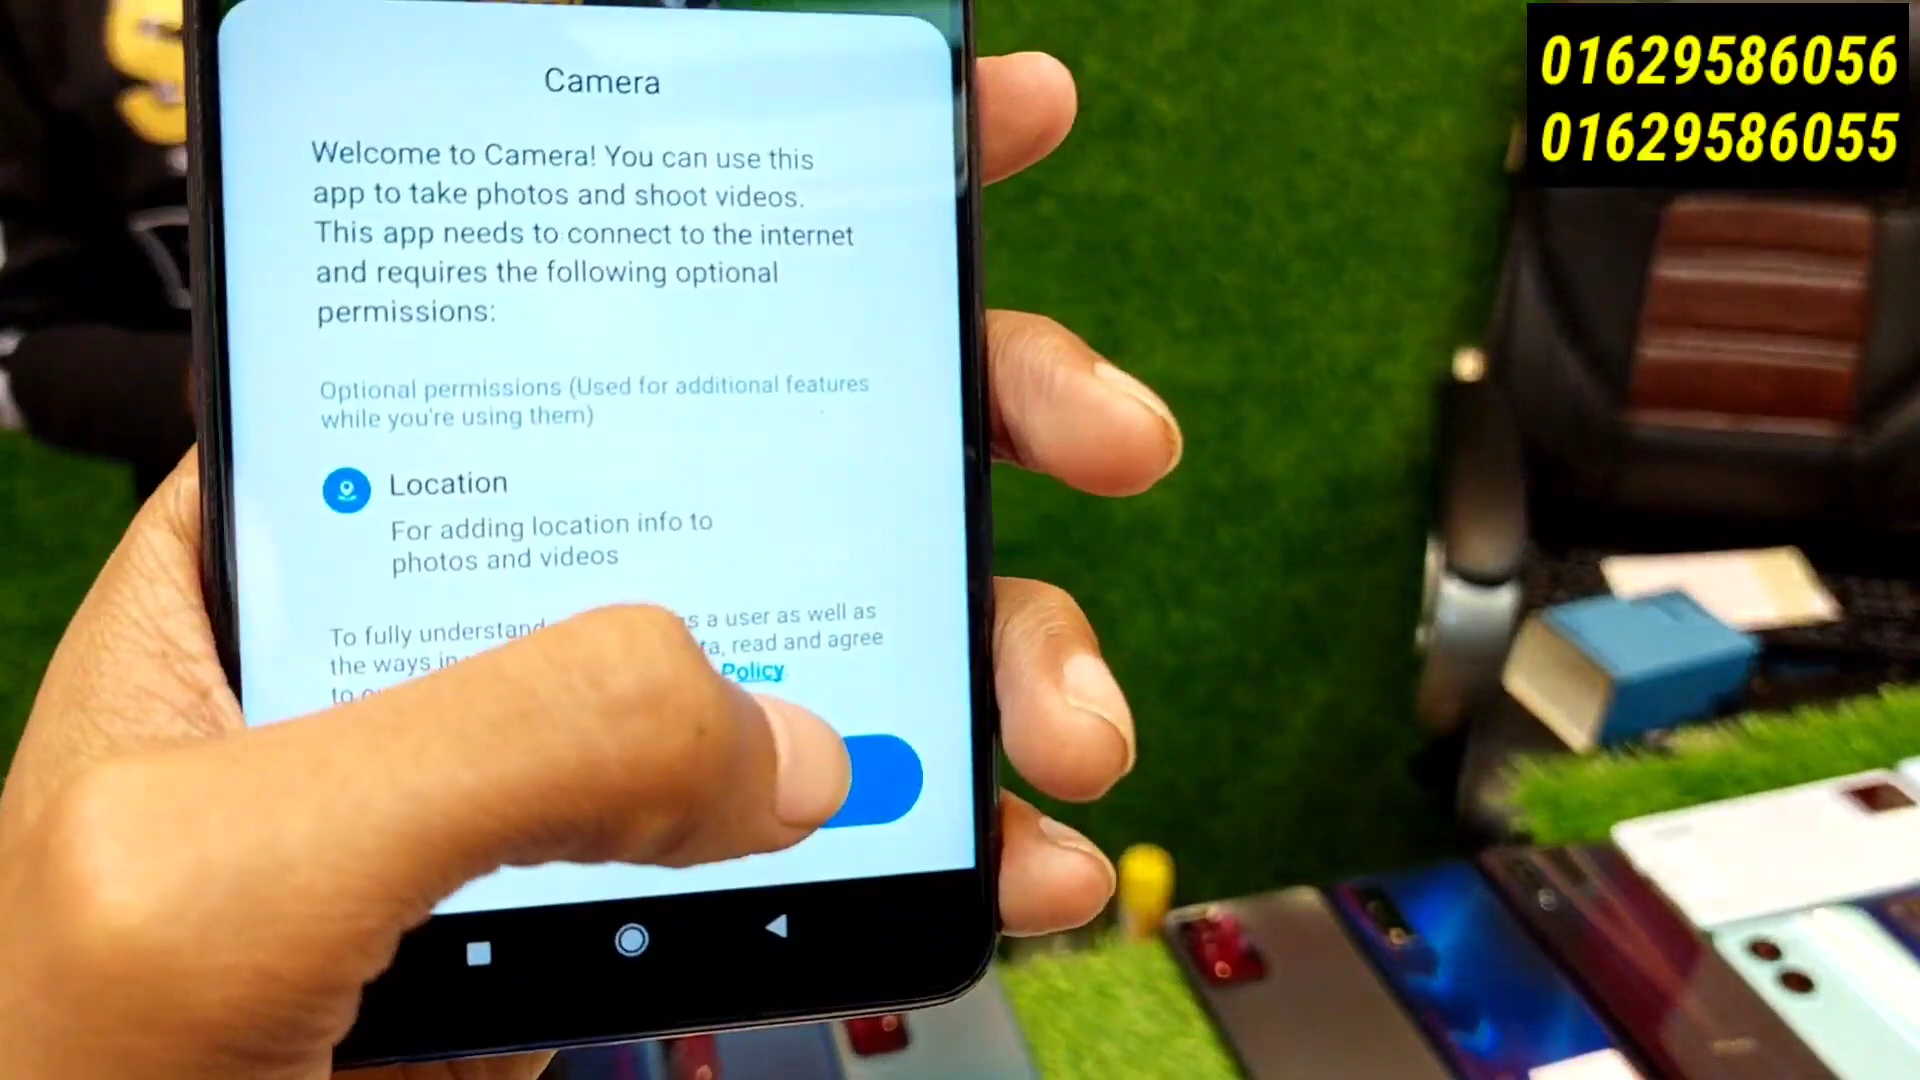 01629586056
01629586055
Camera
Welcome to Camera! You can use this
app to take photos and shoot videos.
This app needs to connect to the internet
and requires the following optional
permissions:
Optional permissions (Used for additional features
while you're using them)
Location
For adding location info to
photos and videos
To fully understand a user as well as
the ways in read and agree
to Policy.